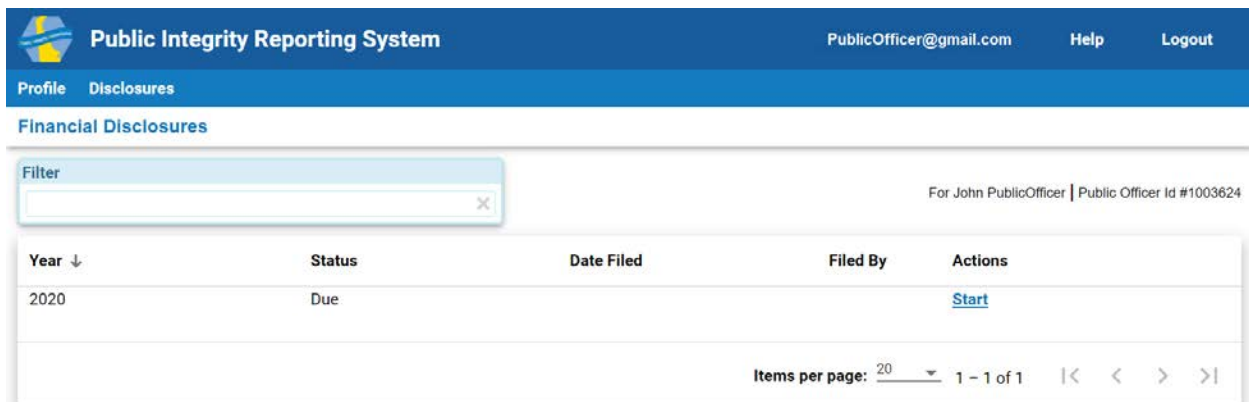 Public Integrity Reporting System PublicOfficer@gmail.com Help Logout
Profile Disclosures
Financial Disclosures
Filter
For John PublicOfficer | Public Officer Id #1003624
Year ↓ Status Date Filed Filed By Actions
2020 Due Start
Items per page: 20 1 – 1 of 1